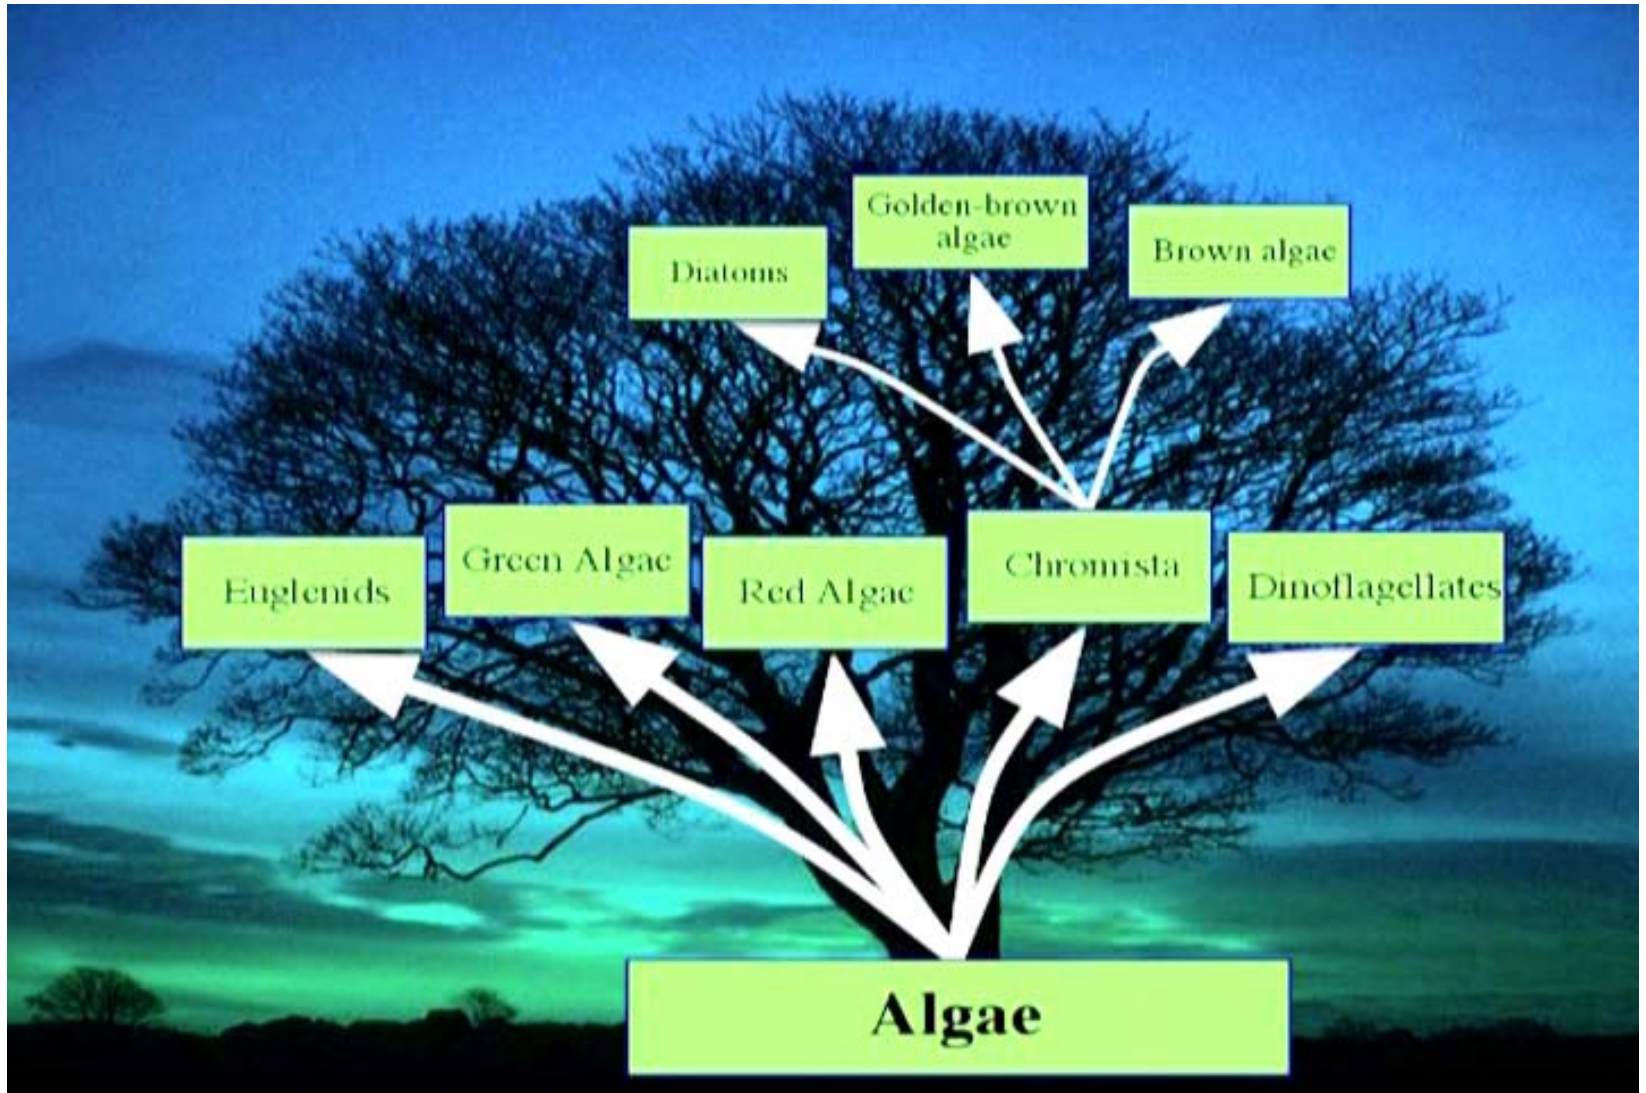 Golden-brown
algae
Brown algae
Diatoms
Green Algae
Chromista
Euglenids
Red Algae
Dinoflagellates
Algae